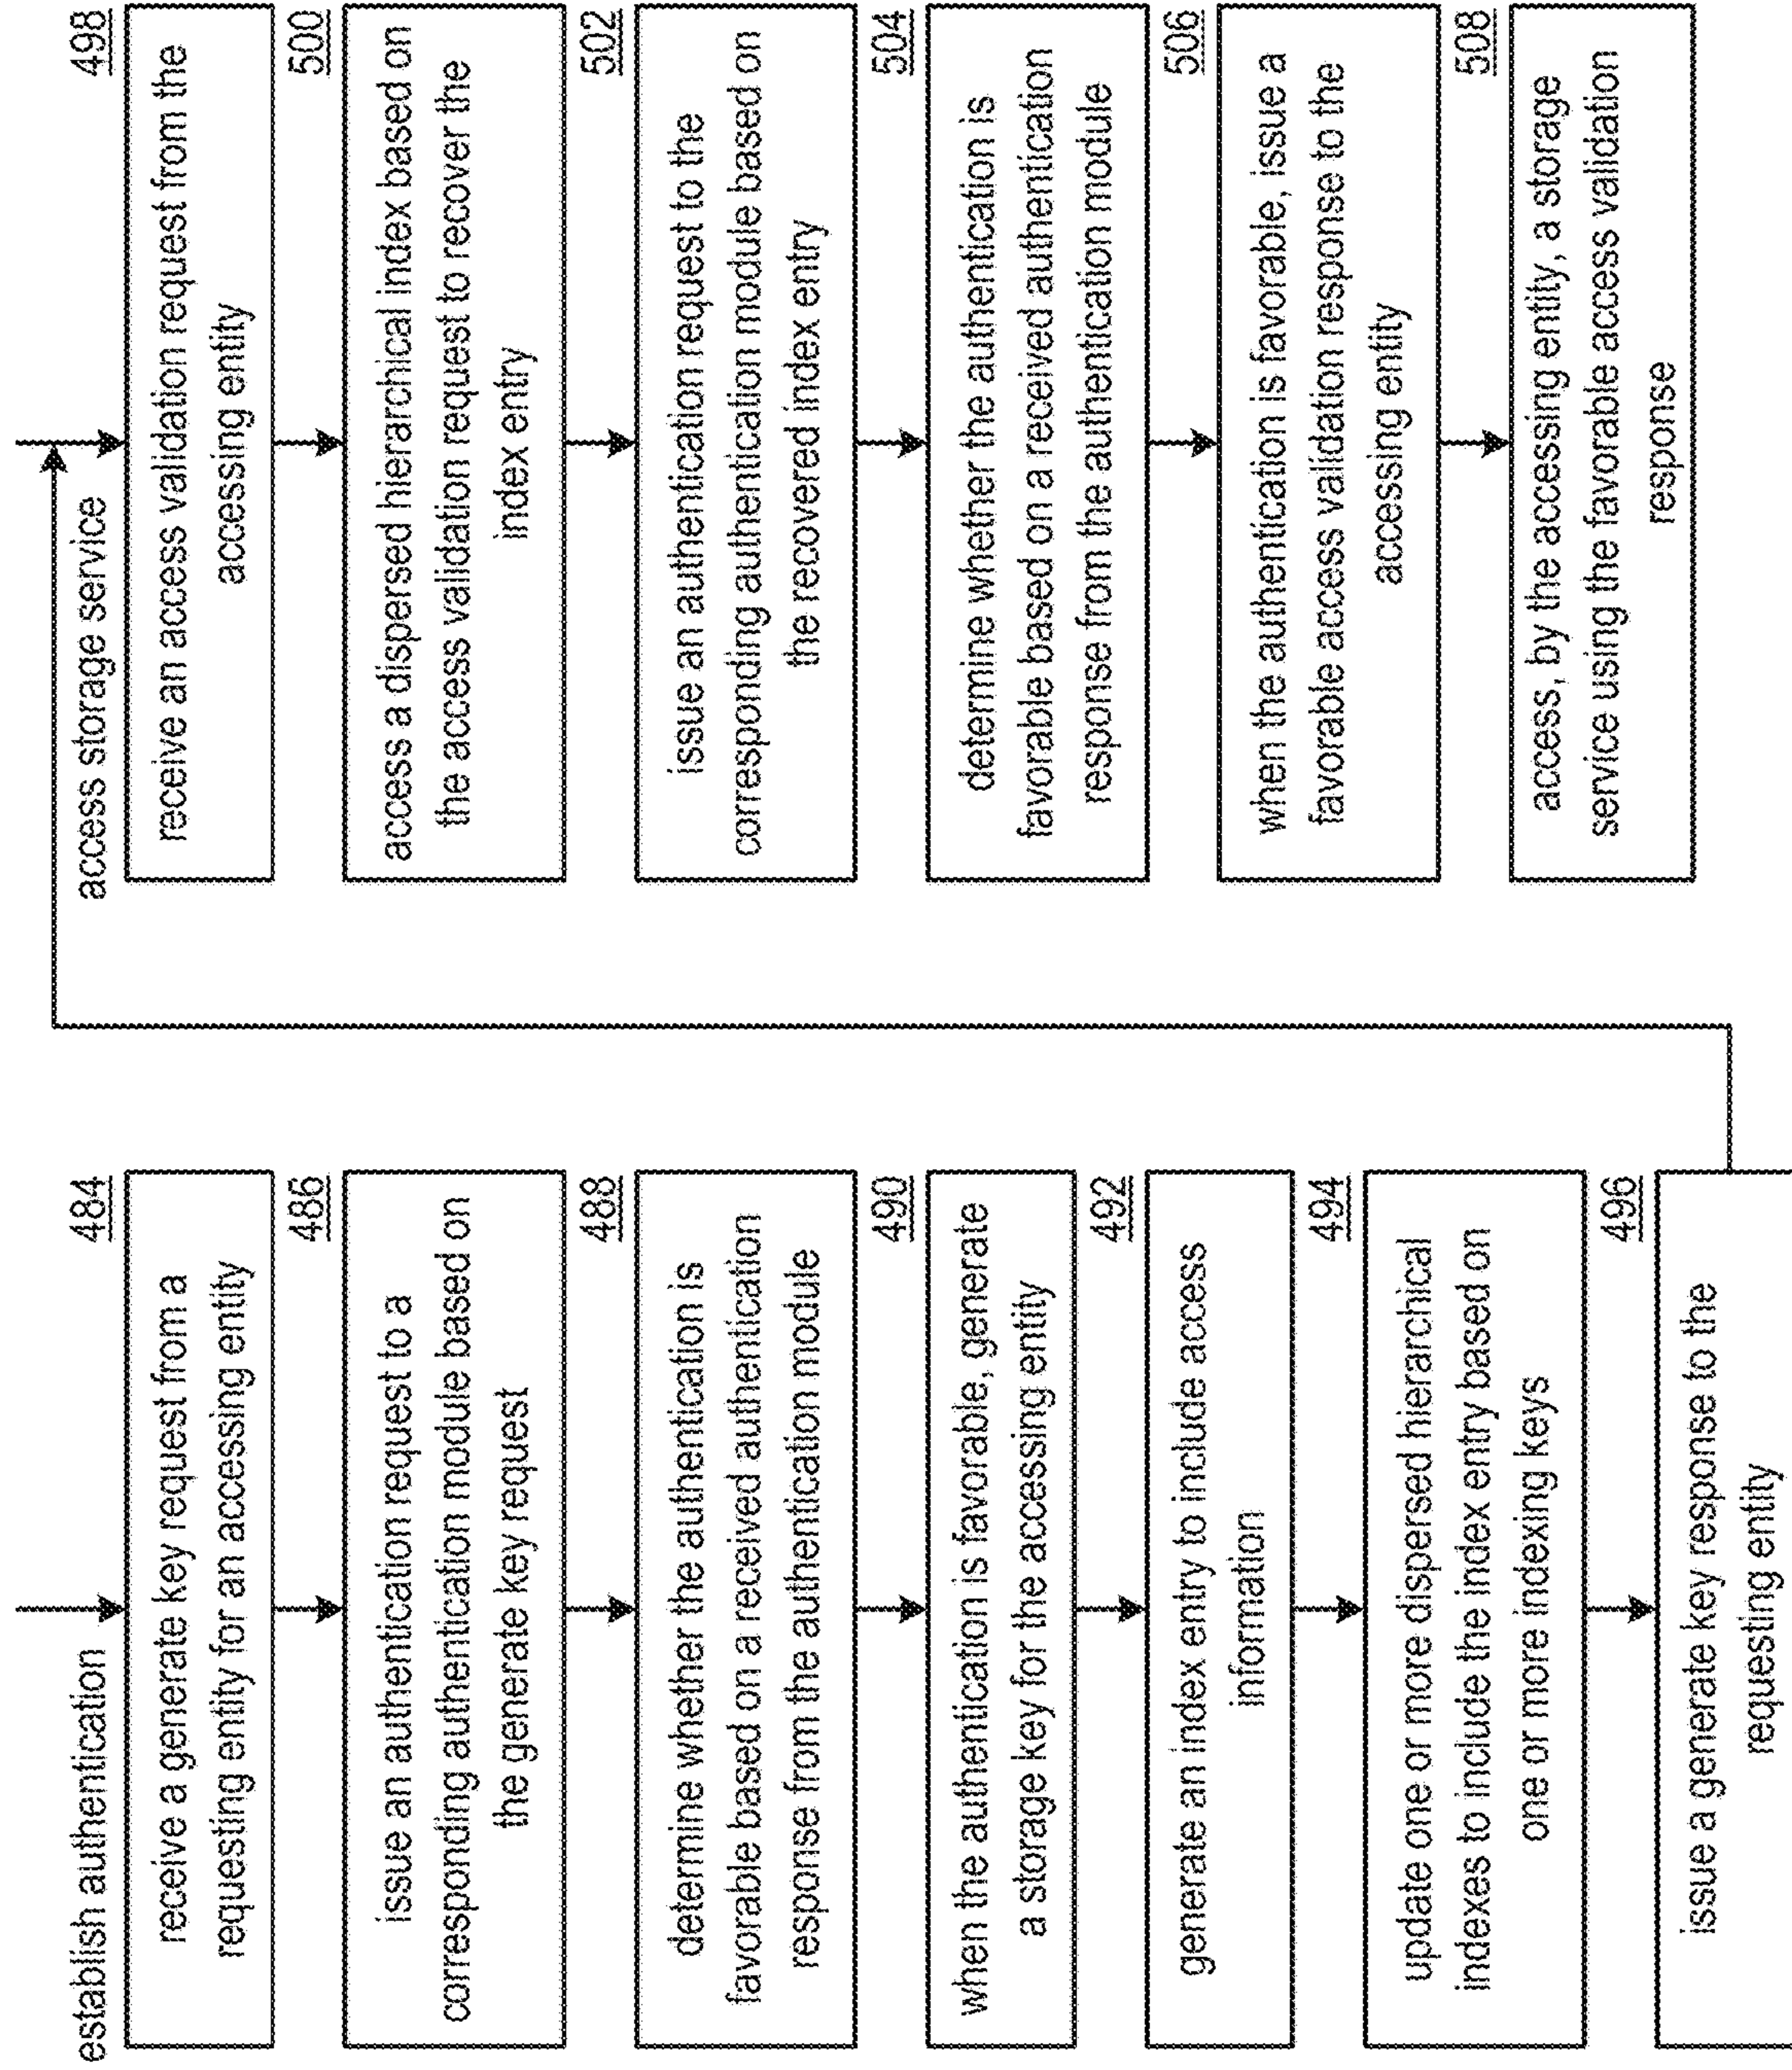 establish authentication
484
receive a generate key request from a
requesting entity for an accessing entity
486
issue an authentication request to a
corresponding authentication module based on
the generate key request
488
determine whether the authentication is
favorable based on a received authentication
response from the authentication module
490
when the authentication is favorable, generate
a storage key for the accessing entity
492
generate an index entry to include access
information
494
update one or more dispersed hierarchical
indexes to include the index entry based on
one or more indexing keys
496
issue a generate key response to the
requesting entity
access storage service
498
receive an access validation request from the
accessing entity
500
access a dispersed hierarchical index based on
the access validation request to recover the
index entry
502
issue an authentication request to the
corresponding authentication module based on
the recovered index entry
504
determine whether the authentication is
favorable based on a received authentication
response from the authentication module
506
when the authentication is favorable, issue a
favorable access validation response to the
accessing entity
508
access, by the accessing entity, a storage
service using the favorable access validation
response